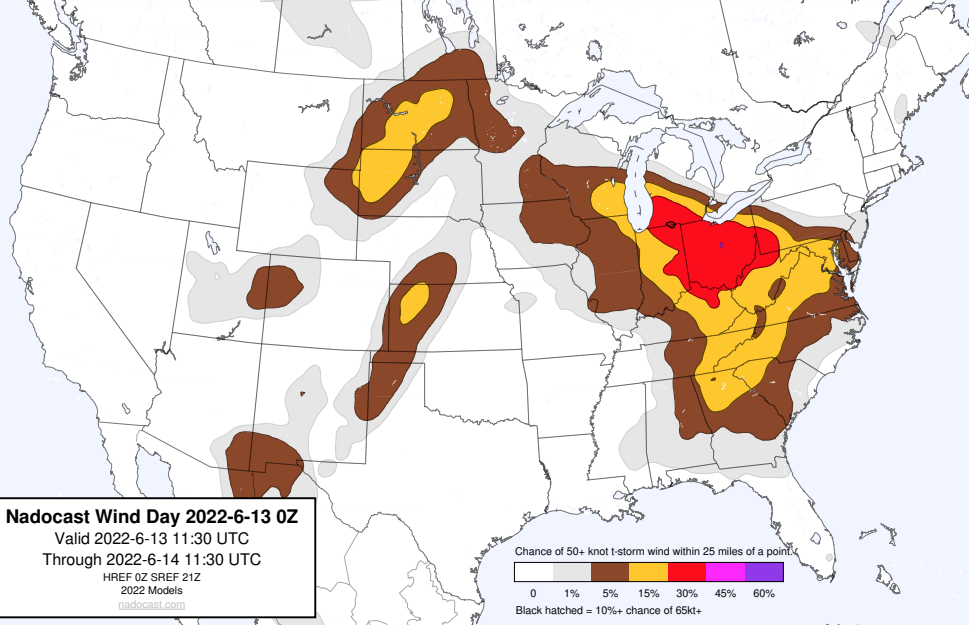 Nadocast Wind Day 2022-6-13 0Z
Valid 2022-6-13 11:30 UTC
Through 2022-6-14 11:30 UTC
HREF 0Z SREF 21Z
2022 Models
nadocast.com
Chance of 50+ knot t-storm wind within 25 miles of a point.
0 1% 5% 15% 30% 45% 60%
Black hatched = 10%+ chance of 65kt+